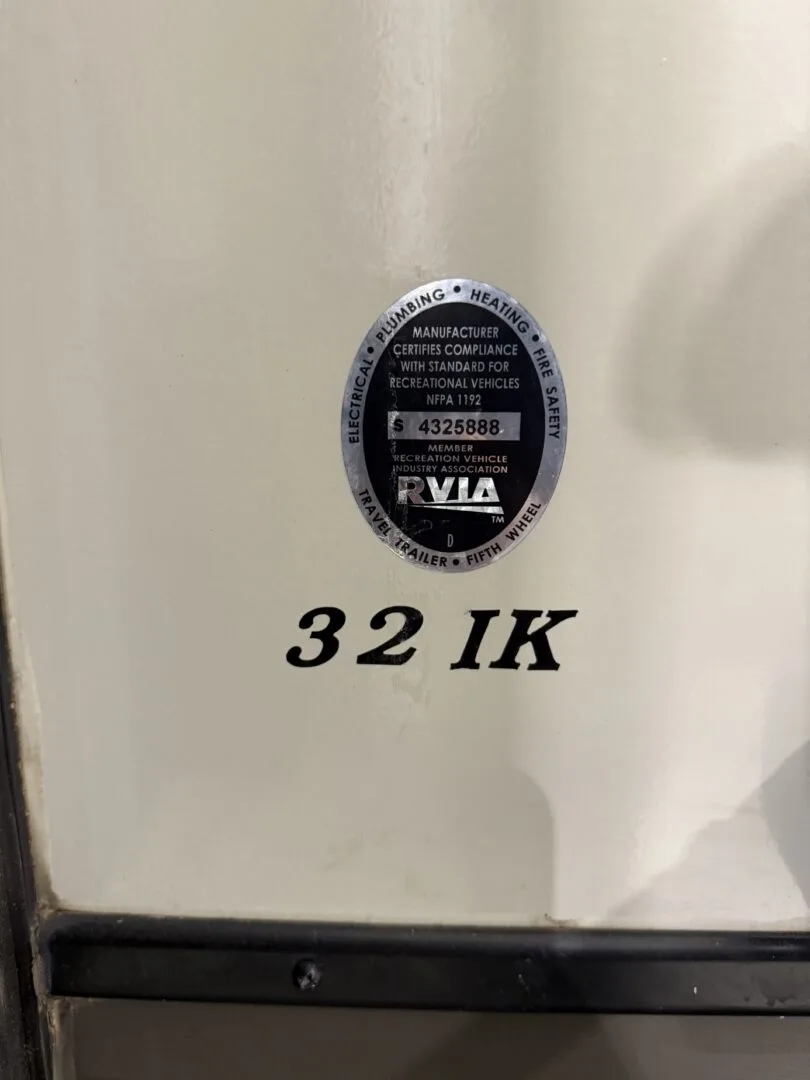 ELECTRICAL • PLUMBING • HEATING • FIRE SAFETY
MANUFACTURER
CERTIFIES COMPLIANCE
WITH STANDARD FOR
RECREATIONAL VEHICLES
NFPA 1192
S 4325888
MEMBER
RECREATION VEHICLE
INDUSTRY ASSOCIATION
RVIA
TM
D
TRAVEL TRAILER • FIFTH WHEEL
32 IK